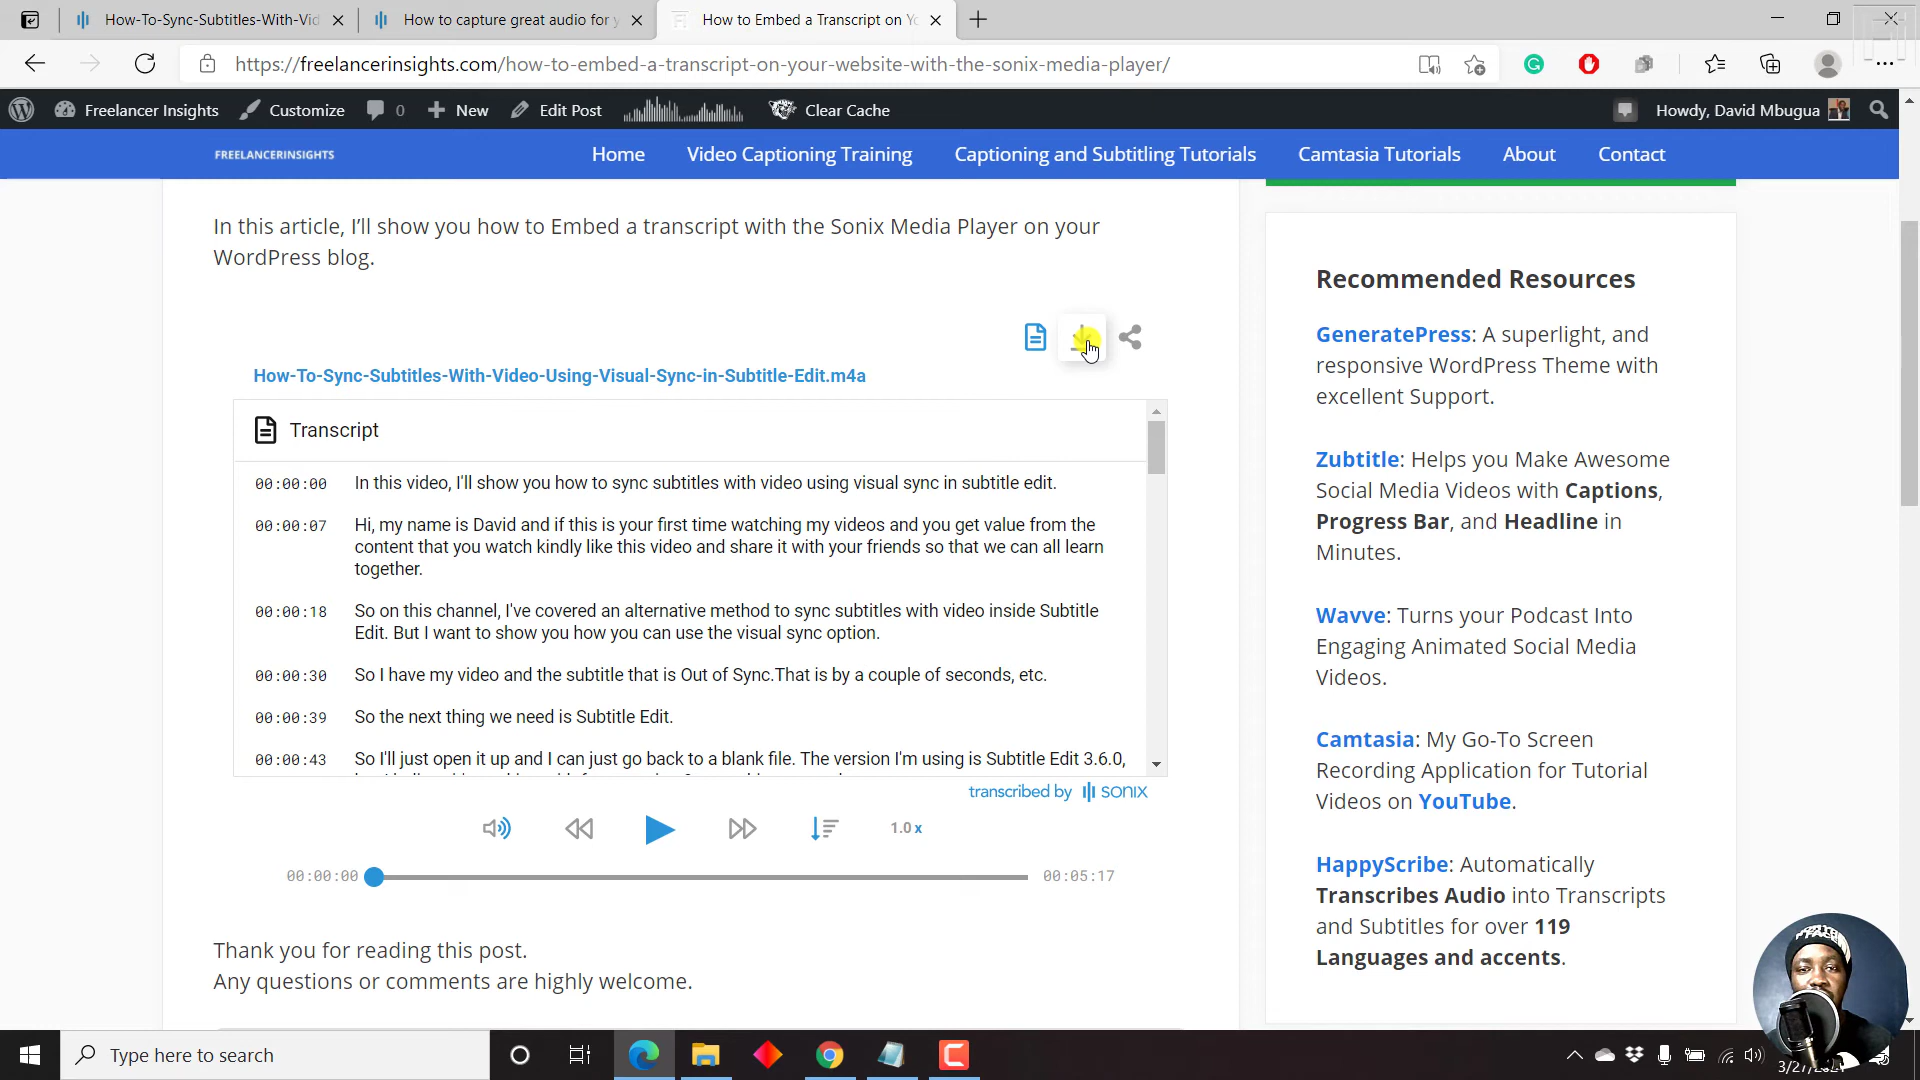 How-To-Sync-Subtitles-With-Vid
How to capture great audio for y
How to Embed a Transcript on Yo
https://freelancerinsights.com/how-to-embed-a-transcript-on-your-website-with-the-sonix-media-player/
Freelancer Insights
Customize
0
New
Edit Post
Clear Cache
Howdy, David Mbugua
FREELANCERINSIGHTS
Home
Video Captioning Training
Captioning and Subtitling Tutorials
Camtasia Tutorials
About
Contact
In this article, I'll show you how to Embed a transcript with the Sonix Media Player on your
WordPress blog.
How-To-Sync-Subtitles-With-Video-Using-Visual-Sync-in-Subtitle-Edit.m4a
Transcript
00:00:00 In this video, I'll show you how to sync subtitles with video using visual sync in subtitle edit.
00:00:07 Hi, my name is David and if this is your first time watching my videos and you get value from the
content that you watch kindly like this video and share it with your friends so that we can all learn
together.
00:00:18 So on this channel, I've covered an alternative method to sync subtitles with video inside Subtitle
Edit. But I want to show you how you can use the visual sync option.
00:00:30 So I have my video and the subtitle that is Out of Sync.That is by a couple of seconds, etc.
00:00:39 So the next thing we need is Subtitle Edit.
00:00:43 So I'll just open it up and I can just go back to a blank file. The version I'm using is Subtitle Edit 3.6.0,
transcribed by SONIX
1.0 x
00:00:00
00:05:17
Thank you for reading this post.
Any questions or comments are highly welcome.
Recommended Resources
GeneratePress: A superlight, and
responsive WordPress Theme with
excellent Support.
Zubtitle: Helps you Make Awesome
Social Media Videos with Captions,
Progress Bar, and Headline in
Minutes.
Wavve: Turns your Podcast Into
Engaging Animated Social Media
Videos.
Camtasia: My Go-To Screen
Recording Application for Tutorial
Videos on YouTube.
HappyScribe: Automatically
Transcribes Audio into Transcripts
and Subtitles for over 119
Languages and accents.
Type here to search